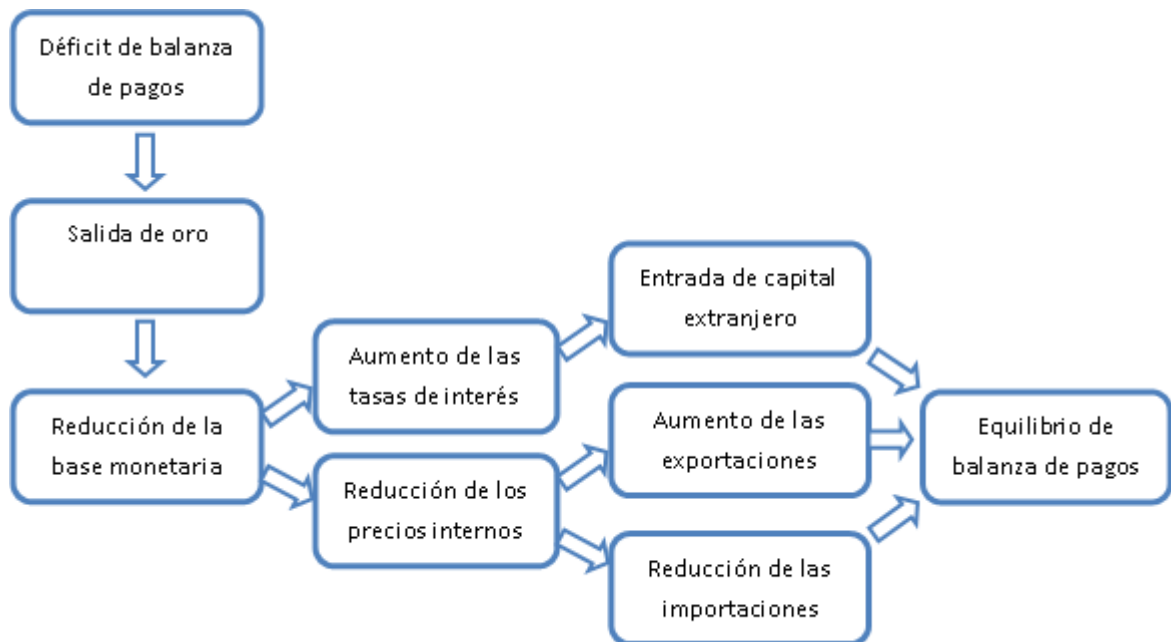 Déficit de balanza
de pagos
Salida de oro
Reducción de la
base monetaria
Aumento de las
tasas de interés
Reducción de los
precios internos
Entrada de capital
extranjero
Aumento de las
exportaciones
Reducción de las
importaciones
Equilibrio de
balanza de pagos